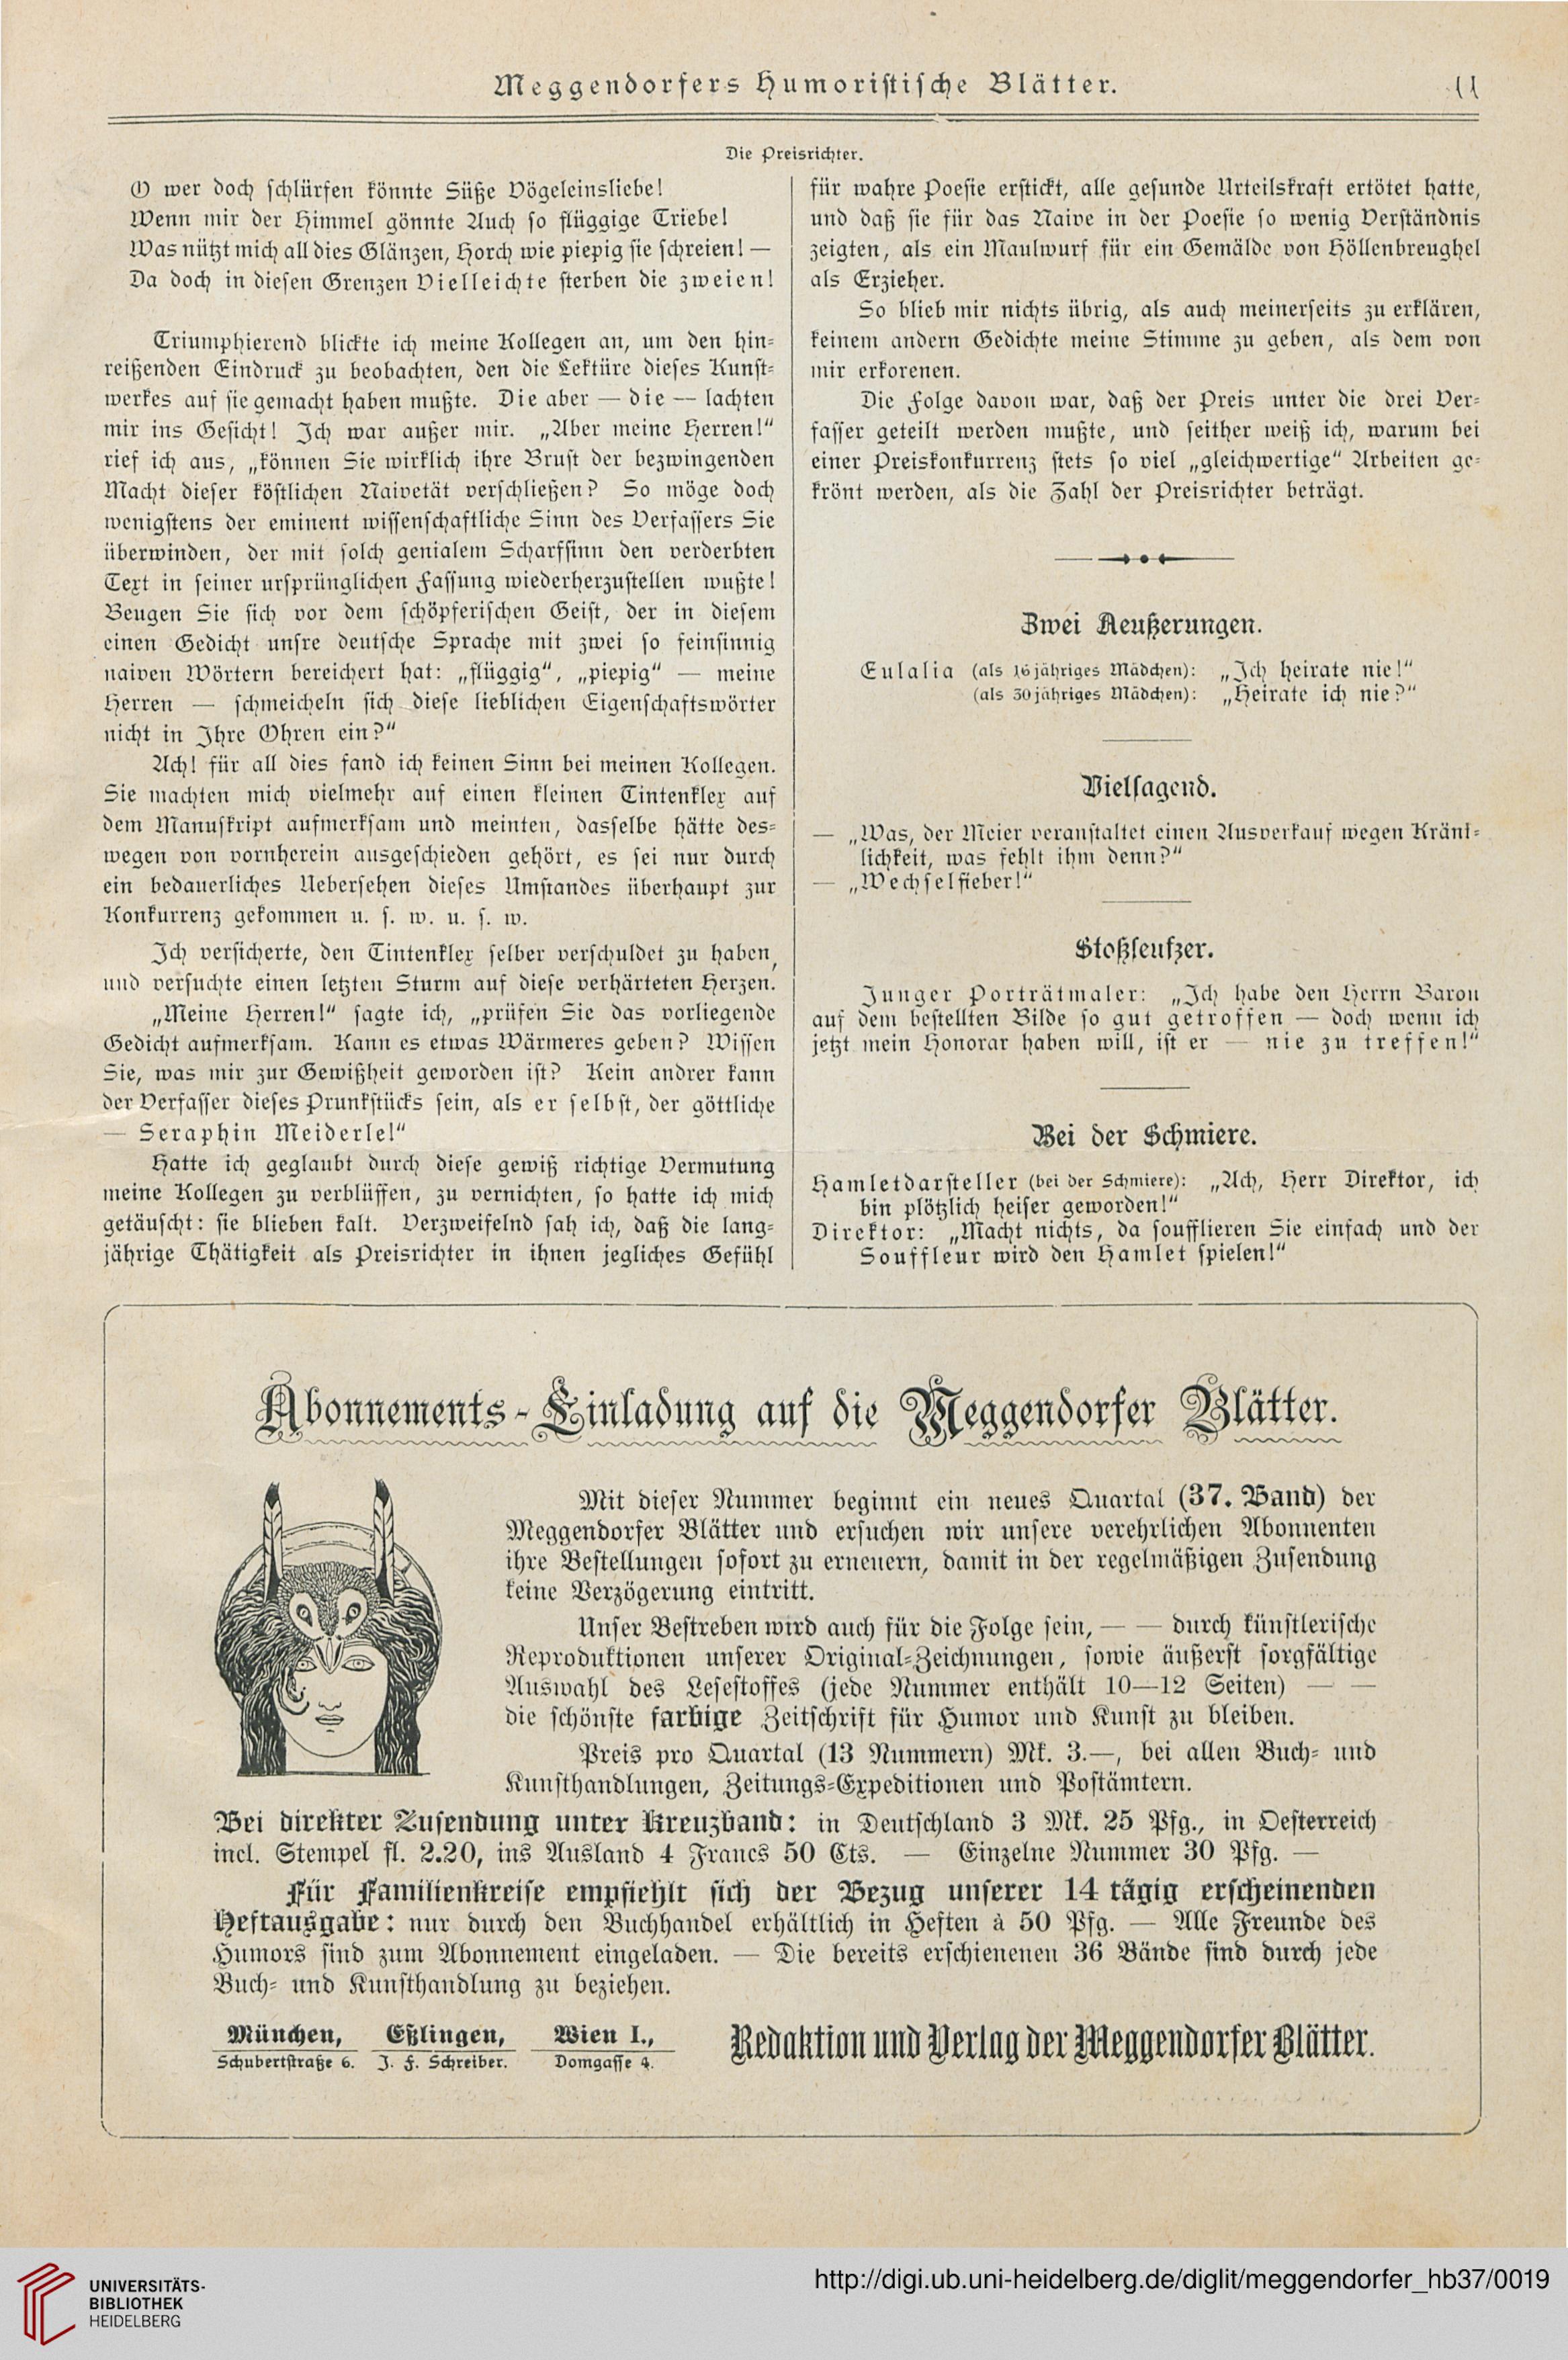 Meggendorfers Humoristische Blätter. 11
Die Preisrichter.
O wer doch schlürfen könnte Süße Vögeleinsliebe!
Wenn mir der Himmel gönnte Auch so flüggige Triebe!
Was nützt mich all dies Glänzen, Horch wie piepig sie schreien! —
Da doch in diesen Grenzen Vielleichte sterben die zweien!
Triumphierend blickte ich meine Kollegen an, um den hin-
reißenden Eindruck zu beobachten, den die Lektüre dieses Kunst-
werkes auf sie gemacht haben mußte. Die aber — die — lachten
mir ins Gesicht! Ich war außer mir. „Aber meine Herren!“
rief ich aus, „können Sie wirklich ihre Brust der bezwingenden
Macht dieser köstlichen Naivetät verschließen? So möge doch
wenigstens der eminent wissenschaftliche Sinn des Verfassers Sie
überwinden, der mit solch genialem Scharfsinn den verderbten
Text in seiner ursprünglichen Fassung wiederherzustellen wußte!
Beugen Sie sich vor dem schöpferischen Geist, der in diesem
einen Gedicht unsre deutsche Sprache mit zwei so feinsinnig
naiven Wörtern bereichert hat: „flüggig“, „piepig“ — meine
Herren — schmeicheln sich diese lieblichen Eigenschaftswörter
nicht in Ihre Ohren ein?“
Ach! für all dies fand ich keinen Sinn bei meinen Kollegen.
Sie machten mich vielmehr auf einen kleinen Tintenklex auf
dem Manuskript aufmerksam und meinten, dasselbe hätte des-
wegen von vornherein ausgeschieden gehört, es sei nur durch
ein bedauerliches Uebersehen dieses Umstandes überhaupt zur
Konkurrenz gekommen u. s. w. u. s. w.
Ich versicherte, den Tintenklex selber verschuldet zu haben,
und versuchte einen letzten Sturm auf diese verhärteten Herzen.
„Meine Herren!“ sagte ich, „prüfen Sie das vorliegende
Gedicht aufmerksam. Kann es etwas Wärmeres geben? Wissen
Sie, was mir zur Gewißheit geworden ist? Kein andrer kann
der Verfasser dieses Prunkstücks sein, als er selbst, der göttliche
— Seraphin Meiderle!“
Hatte ich geglaubt durch diese gewiß richtige Vermutung
meine Kollegen zu verblüffen, zu vernichten, so hatte ich mich
getäuscht: sie blieben kalt. Verzweifelnd sah ich, daß die lang-
jährige Thätigkeit als Preisrichter in ihnen jegliches Gefühl
für wahre Poesie erstickt, alle gesunde Urteilskraft ertötet hatte,
und daß sie für das Naive in der Poesie so wenig Verständnis
zeigten, als ein Maulwurf für ein Gemälde von Höllenbreughel
als Erzieher.
So blieb mir nichts übrig, als auch meinerseits zu erklären,
keinem andern Gedichte meine Stimme zu geben, als dem von
mir erkorenen.
Die Folge davon war, daß der Preis unter die drei Ver-
fasser geteilt werden mußte, und seither weiß ich, warum bei
einer Preiskonkurrenz stets so viel „gleichwertige“ Arbeiten ge-
krönt werden, als die Zahl der Preisrichter beträgt.
Zwei Aeußerungen.
Eulalia (als 16jähriges Mädchen): „Ich heirate nie!“
(als 30jähriges Mädchen): „Heirate ich nie?“
Vielsagend.
— „Was, der Meier veranstaltet einen Ausverkauf wegen Kränk-
lichkeit, was fehlt ihm denn?“
— „Wechselfieber!“
Stoßseufzer.
Junger Porträtmaler: „Ich habe den Herrn Baron
auf dem bestellten Bilde so gut getroffen — doch wenn ich
jetzt mein Honorar haben will, ist er — nie zu treffen!“
Bei der Schmiere.
Hamletdarsteller (bei der Schmiere): „Ach, Herr Direktor, ich
bin plötzlich heiser geworden!“
Direktor: „Macht nichts, da soufflieren Sie einfach und der
Souffleur wird den Hamlet spielen!“
Abonnements-Einladung auf die Meggendorfer Blätter.
Mit dieser Nummer beginnt ein neues Quartal (37. Band) der
Meggendorfer Blätter und ersuchen wir unsere verehrlichen Abonnenten
ihre Bestellungen sofort zu erneuern, damit in der regelmäßigen Zusendung
keine Verzögerung eintritt.
Unser Bestreben wird auch für die Folge sein, — — durch künstlerische
Reproduktionen unserer Original-Zeichnungen, sowie äußerst sorgfältige
Auswahl des Lesestoffes (jede Nummer enthält 10—12 Seiten) — —
die schönste farbige Zeitschrift für Humor und Kunst zu bleiben.
Preis pro Quartal (13 Nummern) Mk. 3.—, bei allen Buch- und
Kunsthandlungen, Zeitungs-Expeditionen und Postämtern.
Bei direkter Zusendung unter Kreuzband: in Deutschland 3 Mk. 25 Pfg., in Oesterreich
incl. Stempel fl. 2.20, ins Ausland 4 Francs 50 Cts. — Einzelne Nummer 30 Pfg. —
Für Familienkreise empfiehlt sich der Bezug unserer 14 tägig erscheinenden
Heftausgabe: nur durch den Buchhandel erhältlich in Heften à 50 Pfg. — Alle Freunde des
Humors sind zum Abonnement eingeladen. — Die bereits erschienenen 36 Bände sind durch jede
Buch- und Kunsthandlung zu beziehen.
München, Eßlingen, Wien I., Redaktion und Verlag der Meggendorfer Blätter.
Schubertstraße 6. J. F. Schreiber. Domgasse 4.
UNIVERSITÄTS-
BIBLIOTHEK
HEIDELBERG
http://digi.ub.uni-heidelberg.de/diglit/meggendorfer_hb37/0019